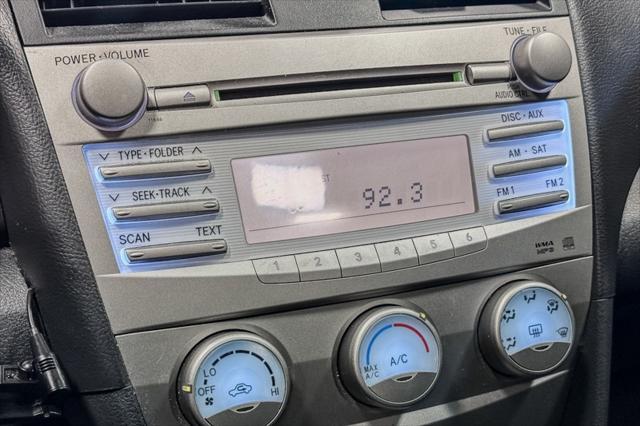 POWER·VOLUME
TUNE·FILE
AUDIO CTRL
DISC·AUX
TYPE·FOLDER
AM·SAT
SEEK·TRACK
ST
92.3
FM1 FM2
SCAN TEXT
1 2 3 4 5 6
WMA
MP3
LO
OFF HI
MAX
A/C
A/C